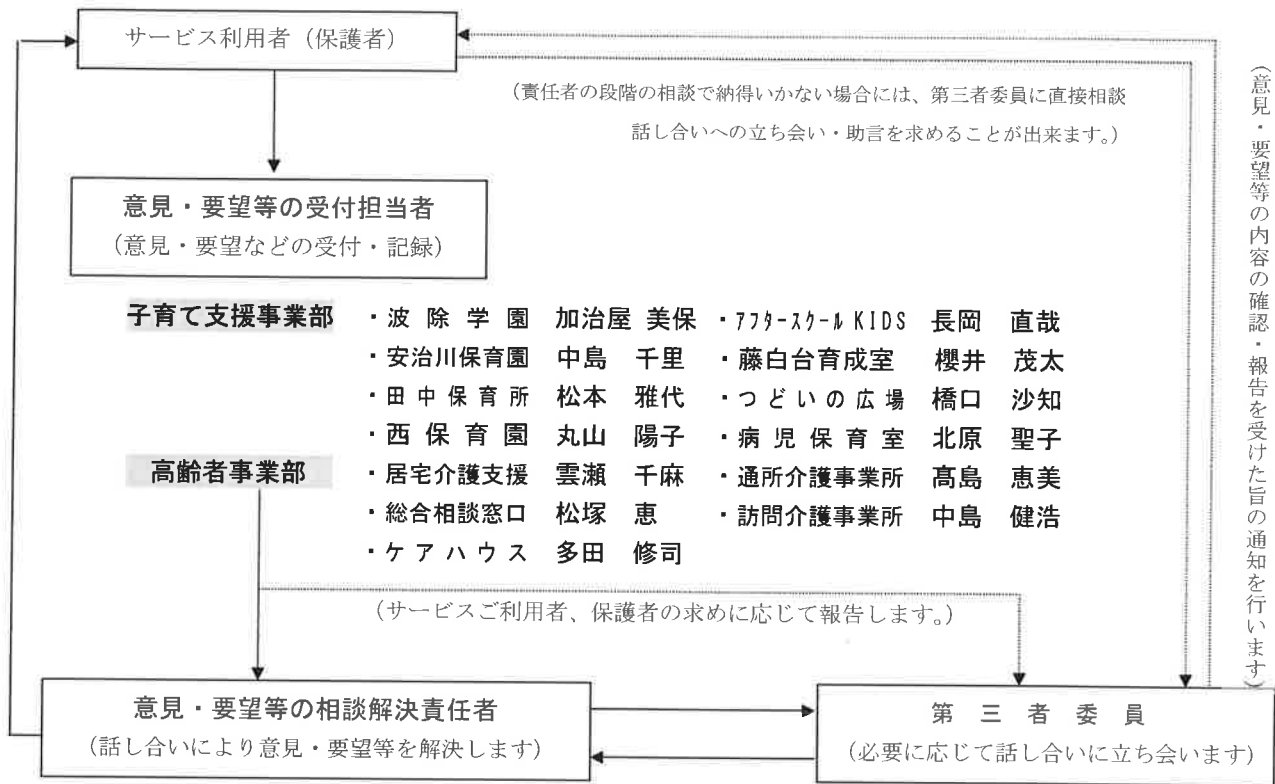 サービス利用者（保護者）
（責任者の段階の相談で納得いかない場合には、第三者委員に直接相談
話し合いへの立ち会い・助言を求めることが出来ます。）
意見・要望等の受付担当者
（意見・要望などの受付・記録）
子育て支援事業部 ・波除学園 加治屋 美保 ・アフタースクールKIDS 長岡 直哉
・安治川保育園 中島 千里 ・藤白台育成室 櫻井 茂太
・田中保育所 松本 雅代 ・つどいの広場 橋口 沙知
・西保育園 丸山 陽子 ・病児保育室 北原 聖子
高齢者事業部 ・居宅介護支援 雲瀬 千麻 ・通所介護事業所 髙島 恵美
・総合相談窓口 松塚 恵 ・訪問介護事業所 中島 健浩
・ケアハウス 多田 修司
（サービスご利用者、保護者の求めに応じて報告します。）
意見・要望等の相談解決責任者
（話し合いにより意見・要望等を解決します）
第三者委員
（必要に応じて話し合いに立ち会います）
（意見・要望等の内容の確認・報告を受けた旨の通知を行います）